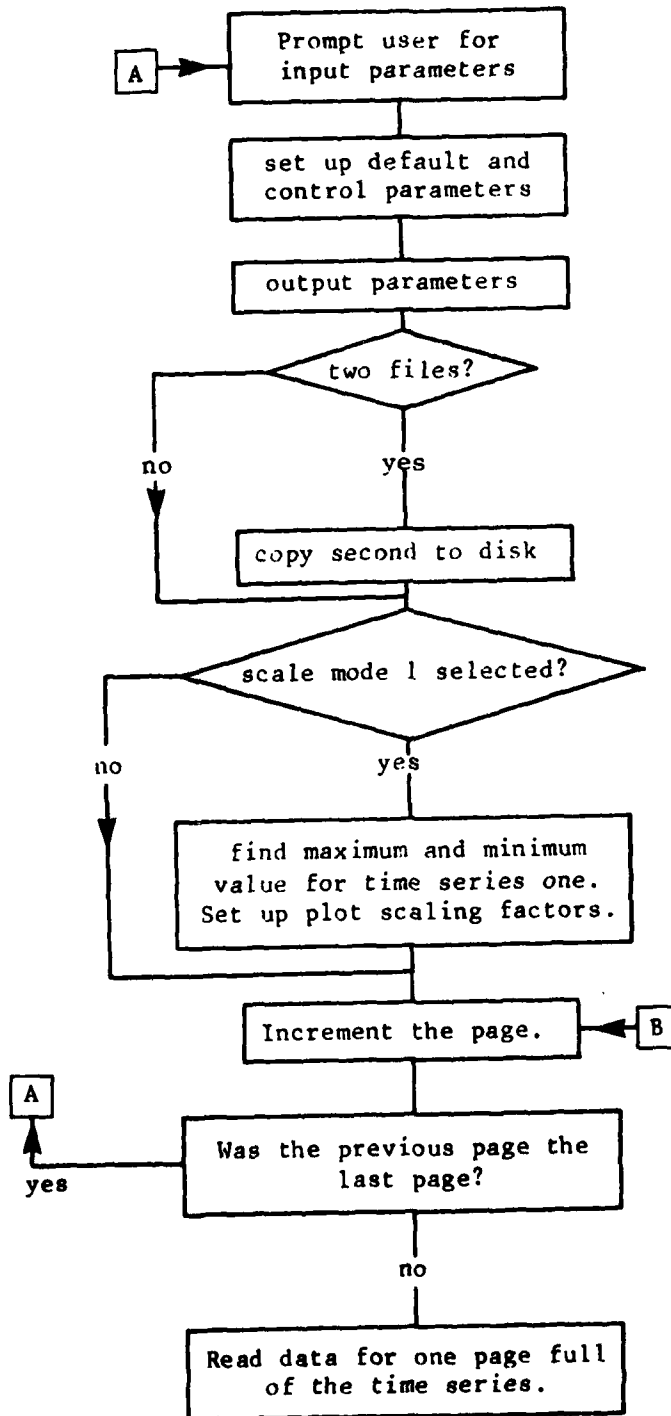 Prompt user for
input parameters
A
set up default and
control parameters
output parameters
two files?
no
yes
copy second to disk
scale mode 1 selected?
no
yes
find maximum and minimum
value for time series one.
Set up plot scaling factors.
Increment the page.
B
A
Was the previous page the
last page?
yes
no
Read data for one page full
of the time series.